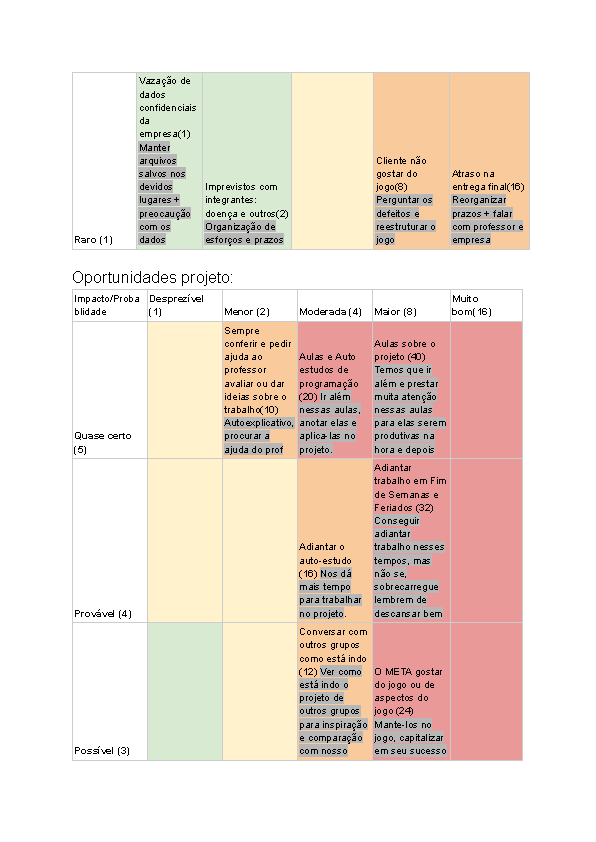 Vazação de
dados
confidenciais
da
empresa(1)
Manter
arquivos
salvos nos
devidos
lugares +
preocaução
com os
dados
Imprevistos com
integrantes:
doença e outros(2)
Organização de
esforços e prazos
Cliente não
gostar do
jogo(8)
Perguntar os
defeitos e
reestruturar o
jogo
Atraso na
entrega final(16)
Reorganizar
prazos + falar
com professor e
empresa
Raro (1)
Oportunidades projeto:
Impacto/Proba
blidade
Desprezível
(1)
Menor (2)
Moderada (4)
Maior (8)
Muito
bom(16)
Quase certo
(5)
Sempre
conferir e pedir
ajuda ao
professor
avaliar ou dar
ideias sobre o
trabalho(10)
Autoexplicativo,
procurar a
ajuda do prof
Aulas e Auto
estudos de
programação
(20) Ir além
nessas aulas,
anotar elas e
aplica-las no
projeto.
Aulas sobre o
projeto (40)
Temos que ir
além e prestar
muita atenção
nessas aulas
para elas serem
produtivas na
hora e depois
Provável (4)
Adiantar o
auto-estudo
(16) Nos dá
mais tempo
para trabalhar
no projeto.
Adiantar
trabalho em Fim
de Semanas e
Feriados (32)
Conseguir
adiantar
trabalho nesses
tempos, mas
não se,
sobrecarregue
lembrem de
descansar bem
Possível (3)
Conversar com
outros grupos
como está indo
(12) Ver como
está indo o
projeto de
outros grupos
para inspiração
e comparação
com nosso
O META gostar
do jogo ou de
aspectos do
jogo (24)
Mante-los no
jogo, capitalizar
em seu sucesso